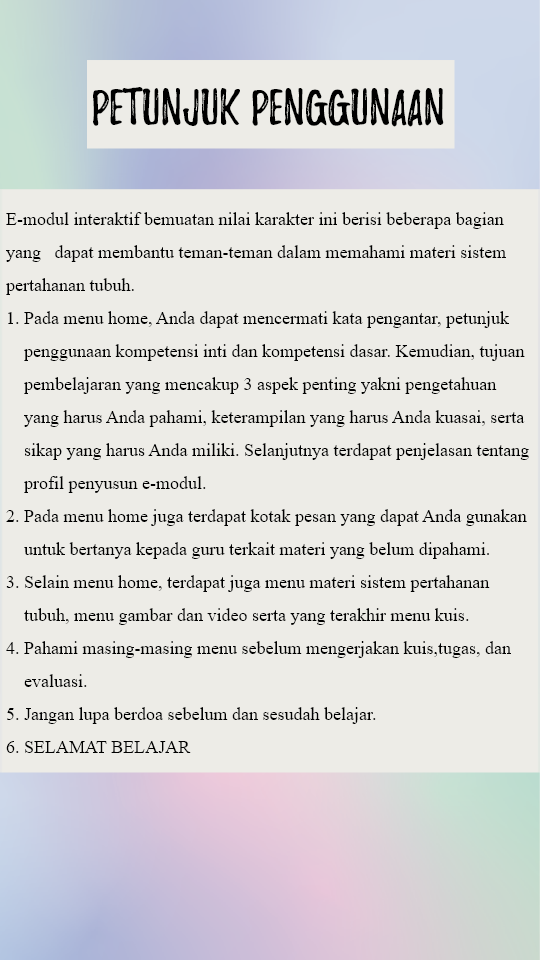 PETUNJUK PENGGUNAAN
E-modul interaktif bemuatan nilai karakter ini berisi beberapa bagian
yang   dapat membantu teman-teman dalam memahami materi sistem
pertahanan tubuh.
1. Pada menu home, Anda dapat mencermati kata pengantar, petunjuk
penggunaan kompetensi inti dan kompetensi dasar. Kemudian, tujuan
pembelajaran yang mencakup 3 aspek penting yakni pengetahuan
yang harus Anda pahami, keterampilan yang harus Anda kuasai, serta
sikap yang harus Anda miliki. Selanjutnya terdapat penjelasan tentang
profil penyusun e-modul.
2. Pada menu home juga terdapat kotak pesan yang dapat Anda gunakan
untuk bertanya kepada guru terkait materi yang belum dipahami.
3. Selain menu home, terdapat juga menu materi sistem pertahanan
tubuh, menu gambar dan video serta yang terakhir menu kuis.
4. Pahami masing-masing menu sebelum mengerjakan kuis,tugas, dan
evaluasi.
5. Jangan lupa berdoa sebelum dan sesudah belajar.
6. SELAMAT BELAJAR